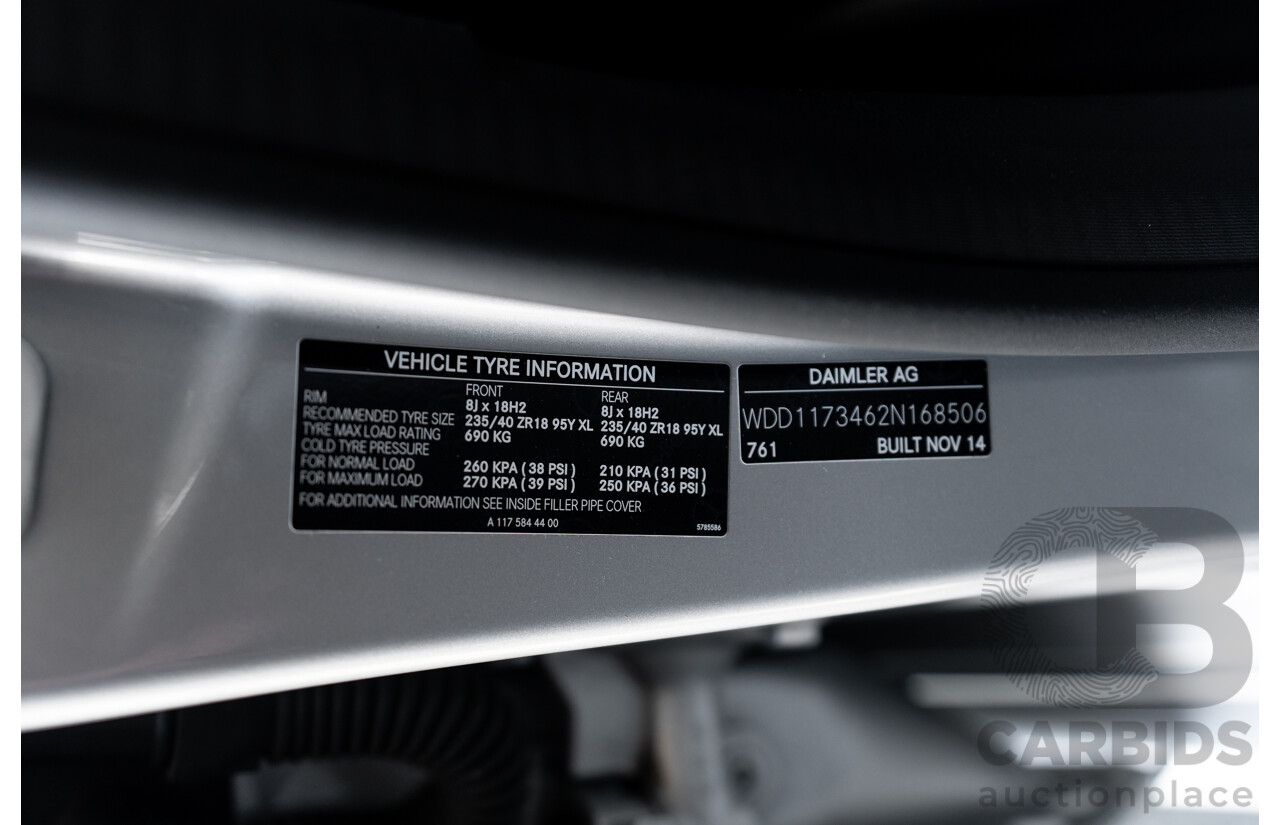 VEHICLE TYRE INFORMATION
FRONT REAR
RIM 8J x 18H2 8J x 18H2
RECOMMENDED TYRE SIZE 235/40 ZR18 95Y XL 235/40 ZR18 95Y XL
TYRE MAX LOAD RATING 690 KG 690 KG
COLD TYRE PRESSURE
FOR NORMAL LOAD 260 KPA ( 38 PSI ) 210 KPA ( 31 PSI )
FOR MAXIMUM LOAD 270 KPA ( 39 PSI ) 250 KPA ( 36 PSI )
FOR ADDITIONAL INFORMATION SEE INSIDE FILLER PIPE COVER
A 117 584 44 00 5785586
DAIMLER AG
WDD1173462N168506
761 BUILT NOV 14
CB
CARBIDS
auctionplace